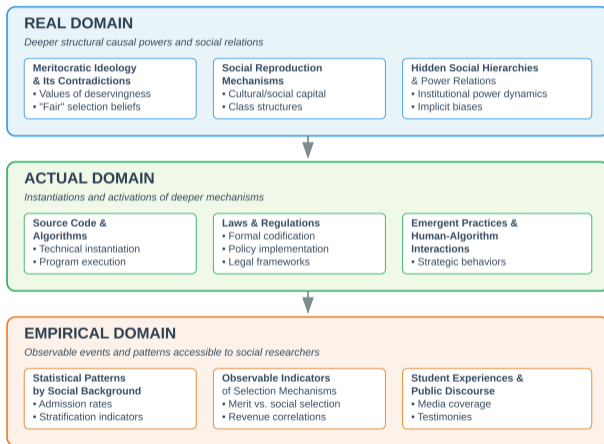 REAL DOMAIN
Deeper structural causal powers and social relations
Meritocratic Ideology
& Its Contradictions
• Values of deservingness
• "Fair" selection beliefs
Social Reproduction
Mechanisms
• Cultural/social capital
• Class structures
Hidden Social Hierarchies
& Power Relations
• Institutional power dynamics
• Implicit biases
ACTUAL DOMAIN
Instantiations and activations of deeper mechanisms
Source Code &
Algorithms
• Technical instantiation
• Program execution
Laws & Regulations
• Formal codification
• Policy implementation
• Legal frameworks
Emergent Practices &
Human-Algorithm
Interactions
• Strategic behaviors
EMPIRICAL DOMAIN
Observable events and patterns accessible to social researchers
Statistical Patterns
by Social Background
• Admission rates
• Stratification indicators
Observable Indicators
of Selection Mechanisms
• Merit vs. social selection
• Revenue correlations
Student Experiences &
Public Discourse
• Media coverage
• Testimonies